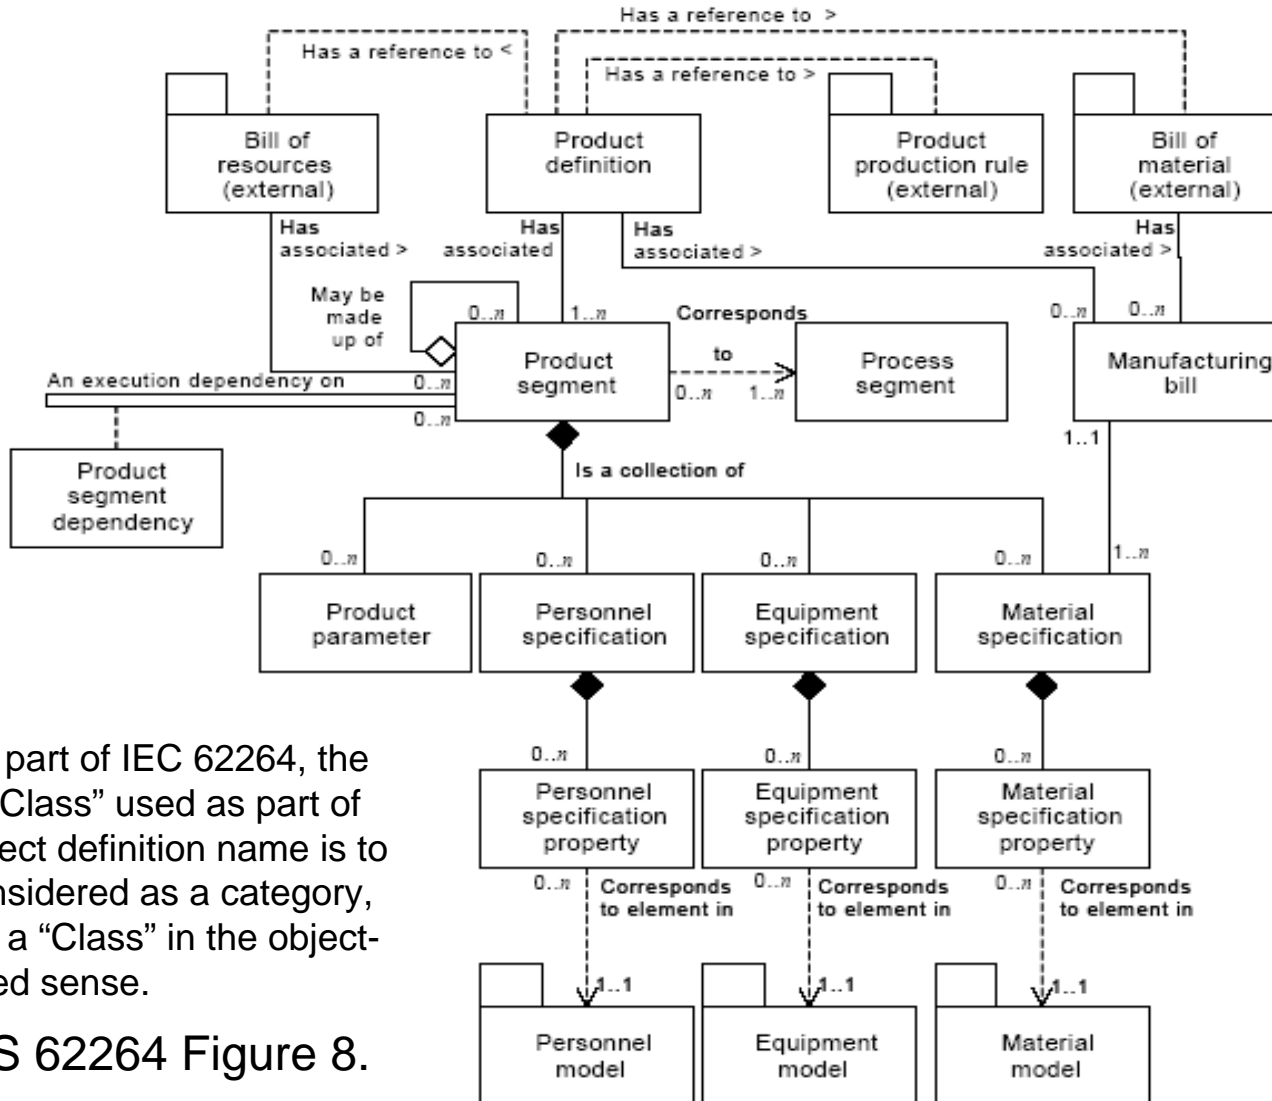 Has a reference to >
Has a reference to <
Has a reference to >
Bill of
resources
(external)
Product
definition
Product
production rule
(external)
Bill of
material
(external)
Has
associated >
Has
associated
Has
associated >
Has
associated >
May be
made
up of
0..n
1..n
Corresponds
to
0..n
0..n
Product
segment
0..n
1..n
Process
segment
Manufacturing
bill
An execution dependency on
0..n
0..n
1..1
Product
segment
dependency
Is a collection of
0..n
0..n
0..n
0..n
1..n
Product
parameter
Personnel
specification
Equipment
specification
Material
specification
0..n
0..n
0..n
Personnel
specification
property
Equipment
specification
property
Material
specification
property
0..n
Corresponds
to element in
0..n
Corresponds
to element in
0..n
Corresponds
to element in
1..1
1..1
1..1
Personnel
model
Equipment
model
Material
model
part of IEC 62264, the
Class” used as part of
ect definition name is to
nsidered as a category,
a “Class” in the object-
ed sense.
S 62264 Figure 8.